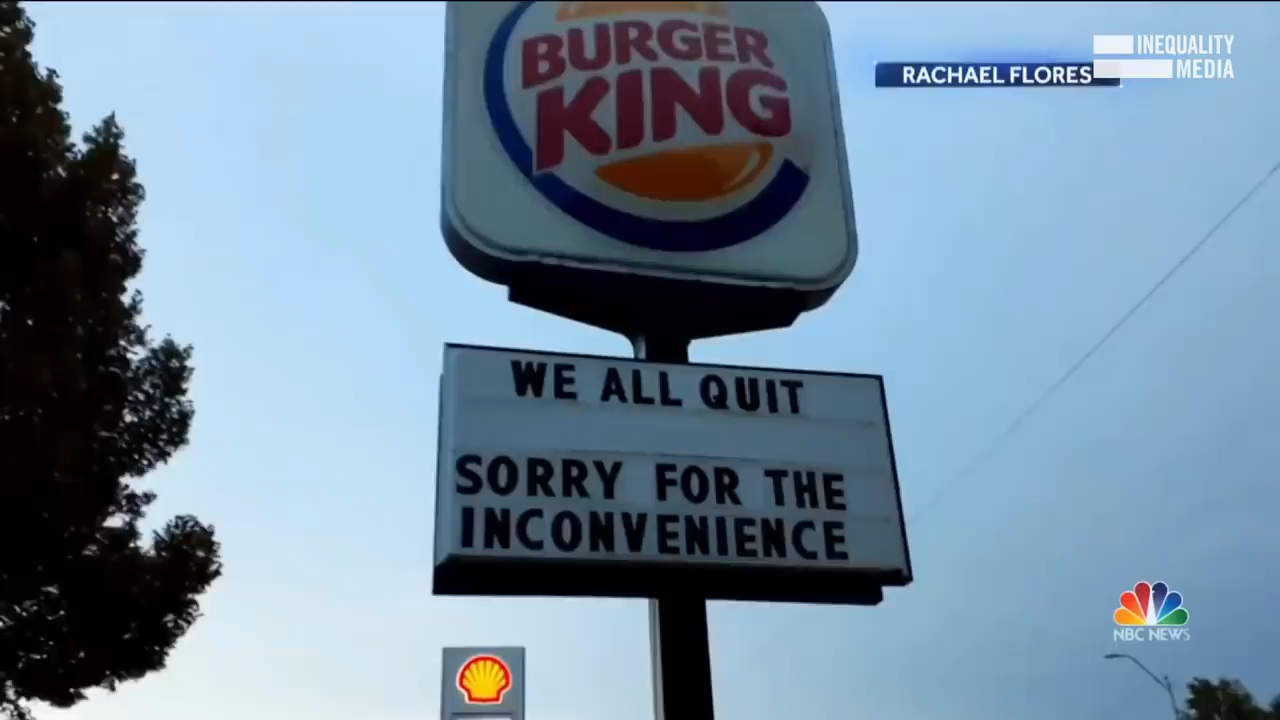 BURGER
KING
RACHAEL FLORES
INEQUALITY
MEDIA
WE ALL QUIT
SORRY FOR THE
INCONVENIENCE
NBC NEWS